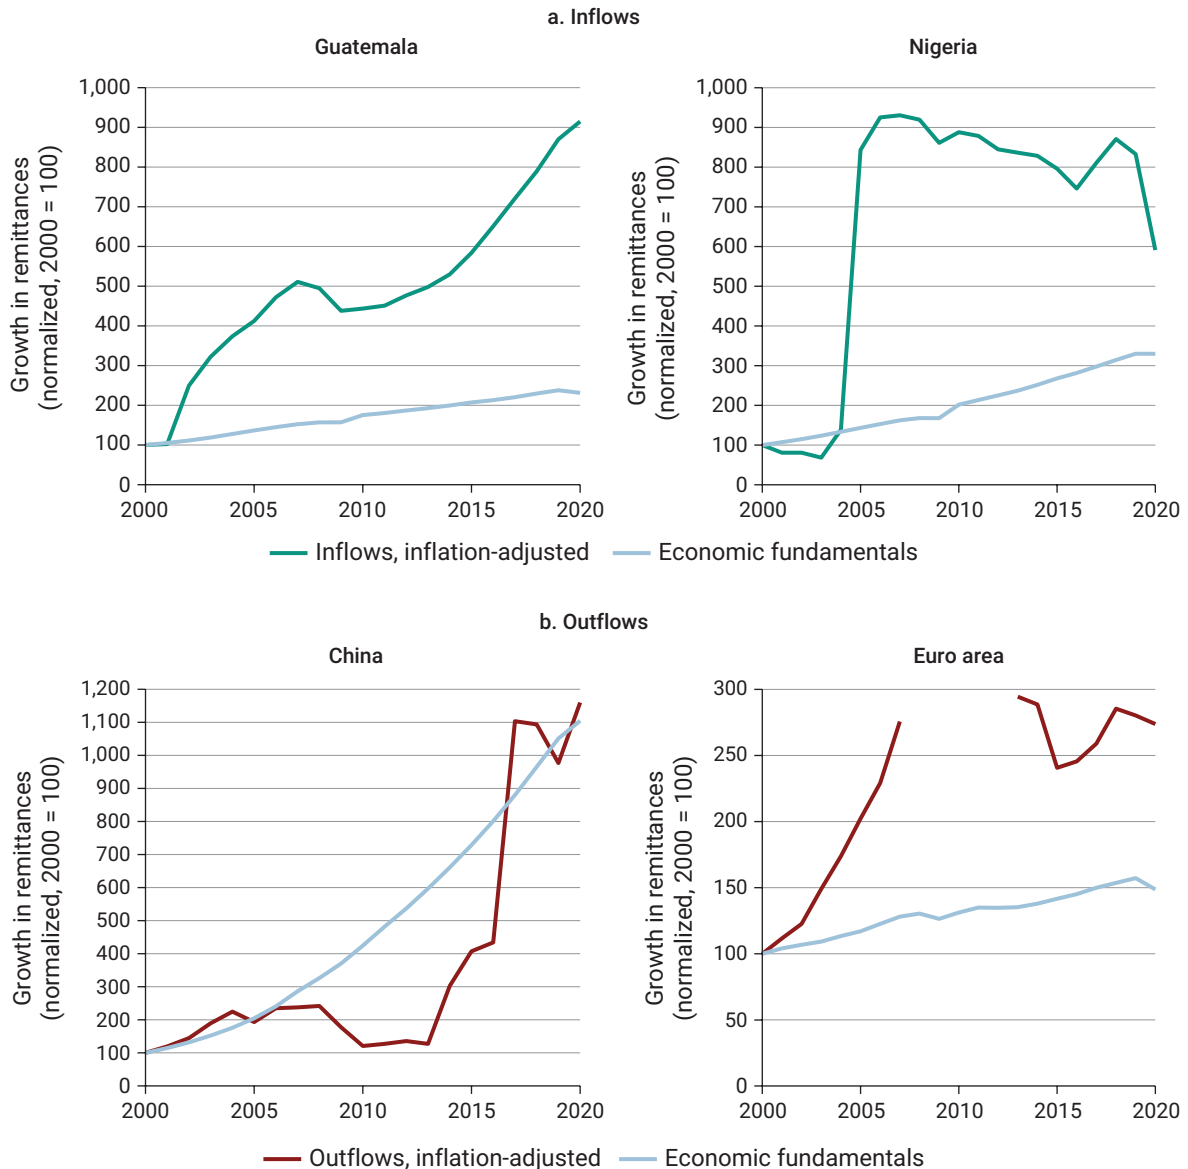 a. Inflows
Guatemala
Growth in remittances
(normalized, 2000 = 100)
1,000
900
800
700
600
500
400
300
200
100
0
2000 2005 2010 2015 2020
Nigeria
Growth in remittances
(normalized, 2000 = 100)
1,000
900
800
700
600
500
400
300
200
100
0
2000 2005 2010 2015 2020
Inflows, inflation-adjusted Economic fundamentals
b. Outflows
China
Growth in remittances
(normalized, 2000 = 100)
1,200
1,100
1,000
900
800
700
600
500
400
300
200
100
0
2000 2005 2010 2015 2020
Euro area
Growth in remittances
(normalized, 2000 = 100)
300
250
200
150
100
50
0
2000 2005 2010 2015 2020
Outflows, inflation-adjusted Economic fundamentals